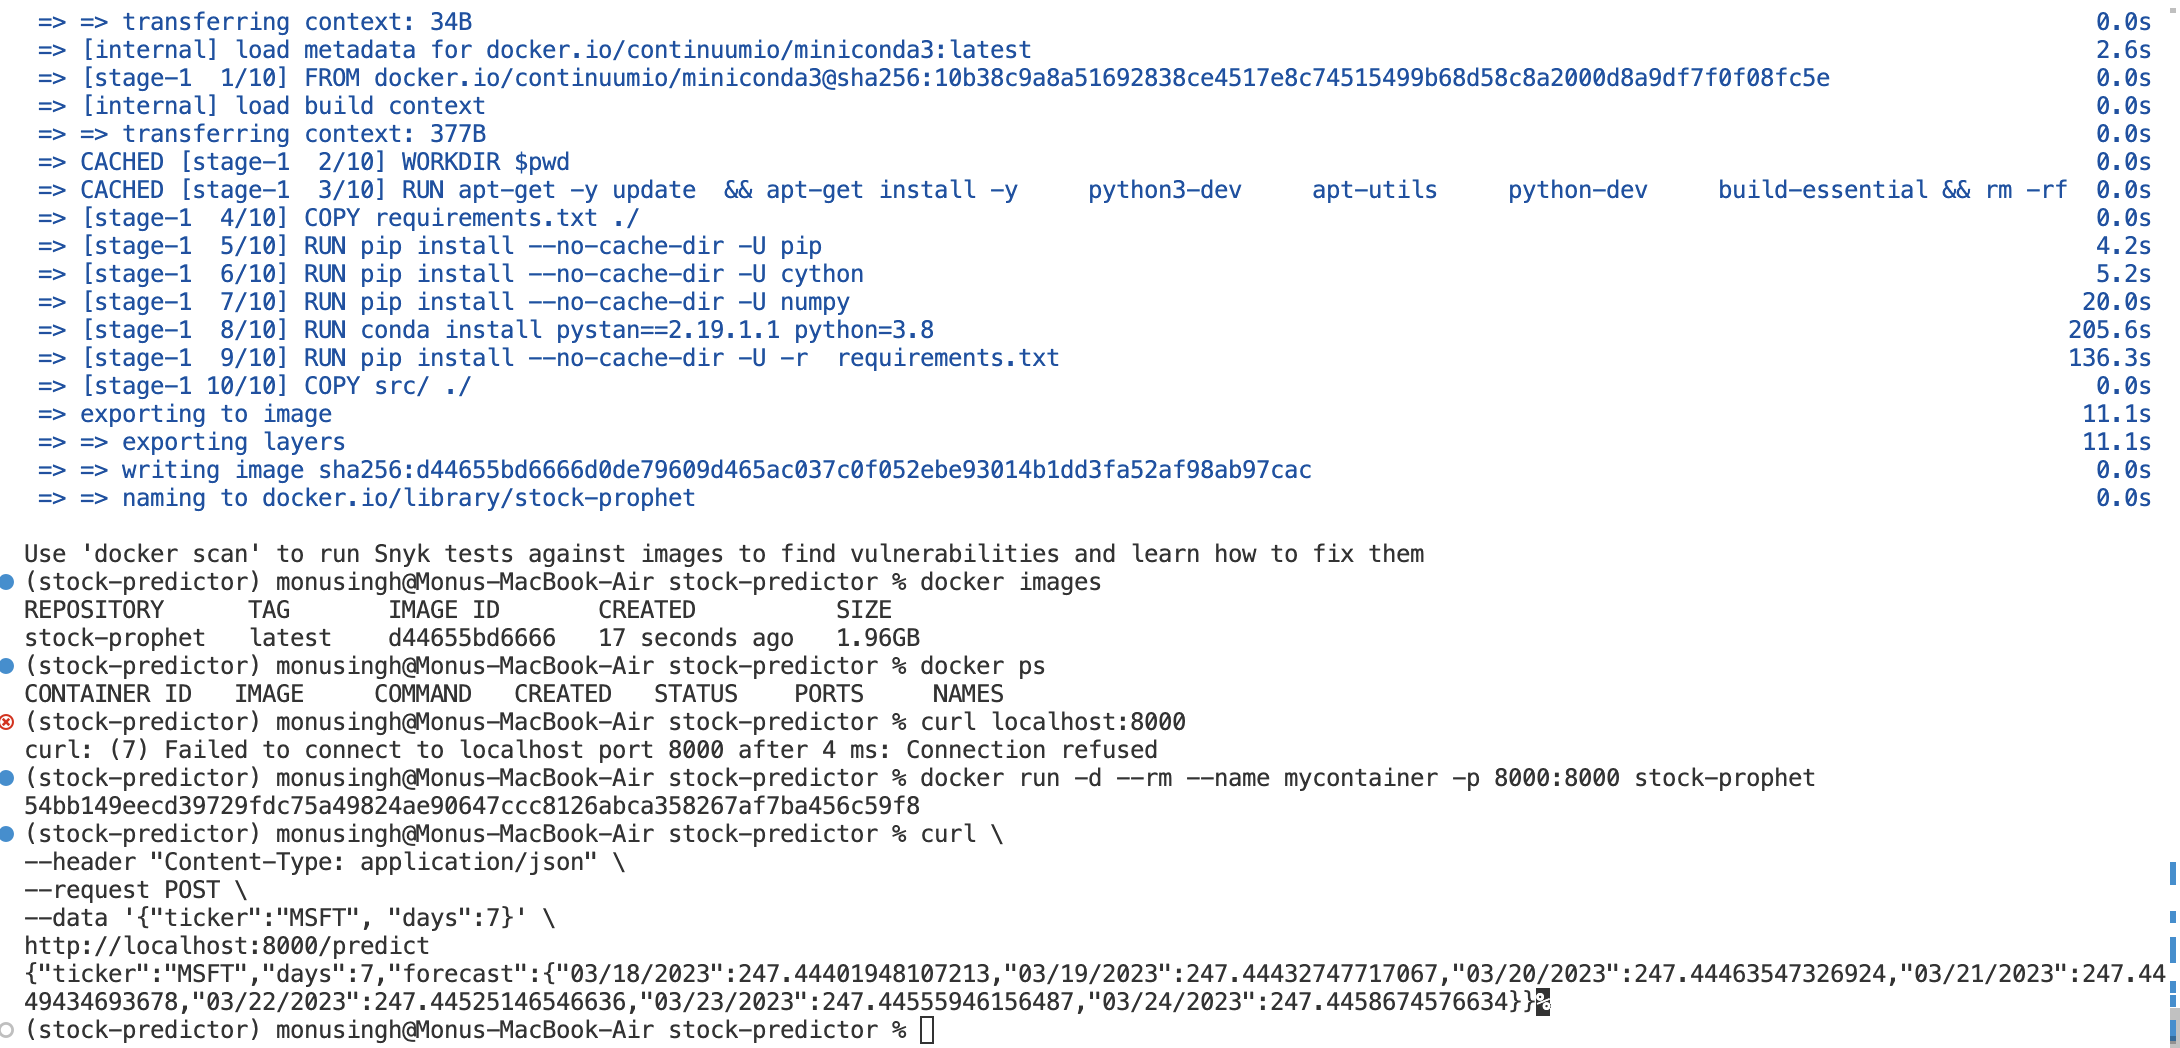 => => transferring context: 34B 0.0s
=> [internal] load metadata for docker.io/continuumio/miniconda3:latest 2.6s
=> [stage-1  1/10] FROM docker.io/continuumio/miniconda3@sha256:10b38c9a8a51692838ce4517e8c74515499b68d58c8a2000d8a9df7f0f08fc5e 0.0s
=> [internal] load build context 0.0s
=> => transferring context: 377B 0.0s
=> CACHED [stage-1  2/10] WORKDIR $pwd 0.0s
=> CACHED [stage-1  3/10] RUN apt-get -y update  && apt-get install -y     python3-dev     apt-utils     python-dev     build-essential && rm -rf 0.0s
=> [stage-1  4/10] COPY requirements.txt ./ 0.0s
=> [stage-1  5/10] RUN pip install --no-cache-dir -U pip 4.2s
=> [stage-1  6/10] RUN pip install --no-cache-dir -U cython 5.2s
=> [stage-1  7/10] RUN pip install --no-cache-dir -U numpy 20.0s
=> [stage-1  8/10] RUN conda install pystan==2.19.1.1 python=3.8 205.6s
=> [stage-1  9/10] RUN pip install --no-cache-dir -U -r  requirements.txt 136.3s
=> [stage-1 10/10] COPY src/ ./ 0.0s
=> exporting to image 11.1s
=> => exporting layers 11.1s
=> => writing image sha256:d44655bd6666d0de79609d465ac037c0f052ebe93014b1dd3fa52af98ab97cac 0.0s
=> => naming to docker.io/library/stock-prophet 0.0s
Use 'docker scan' to run Snyk tests against images to find vulnerabilities and learn how to fix them
(stock-predictor) monusingh@Monus-MacBook-Air stock-predictor % docker images
REPOSITORY      TAG       IMAGE ID       CREATED          SIZE
stock-prophet   latest    d44655bd6666   17 seconds ago   1.96GB
(stock-predictor) monusingh@Monus-MacBook-Air stock-predictor % docker ps
CONTAINER ID   IMAGE     COMMAND   CREATED   STATUS    PORTS     NAMES
(stock-predictor) monusingh@Monus-MacBook-Air stock-predictor % curl localhost:8000
curl: (7) Failed to connect to localhost port 8000 after 4 ms: Connection refused
(stock-predictor) monusingh@Monus-MacBook-Air stock-predictor % docker run -d --rm --name mycontainer -p 8000:8000 stock-prophet
54bb149eecd39729fdc75a49824ae90647ccc8126abca358267af7ba456c59f8
(stock-predictor) monusingh@Monus-MacBook-Air stock-predictor % curl \
--header "Content-Type: application/json" \
--request POST \
--data '{"ticker":"MSFT", "days":7}' \
http://localhost:8000/predict
{"ticker":"MSFT","days":7,"forecast":{"03/18/2023":247.44401948107213,"03/19/2023":247.44432747717067,"03/20/2023":247.44463547326924,"03/21/2023":247.44
49434693678,"03/22/2023":247.44525146546636,"03/23/2023":247.44555946156487,"03/24/2023":247.4458674576634}}%
(stock-predictor) monusingh@Monus-MacBook-Air stock-predictor %